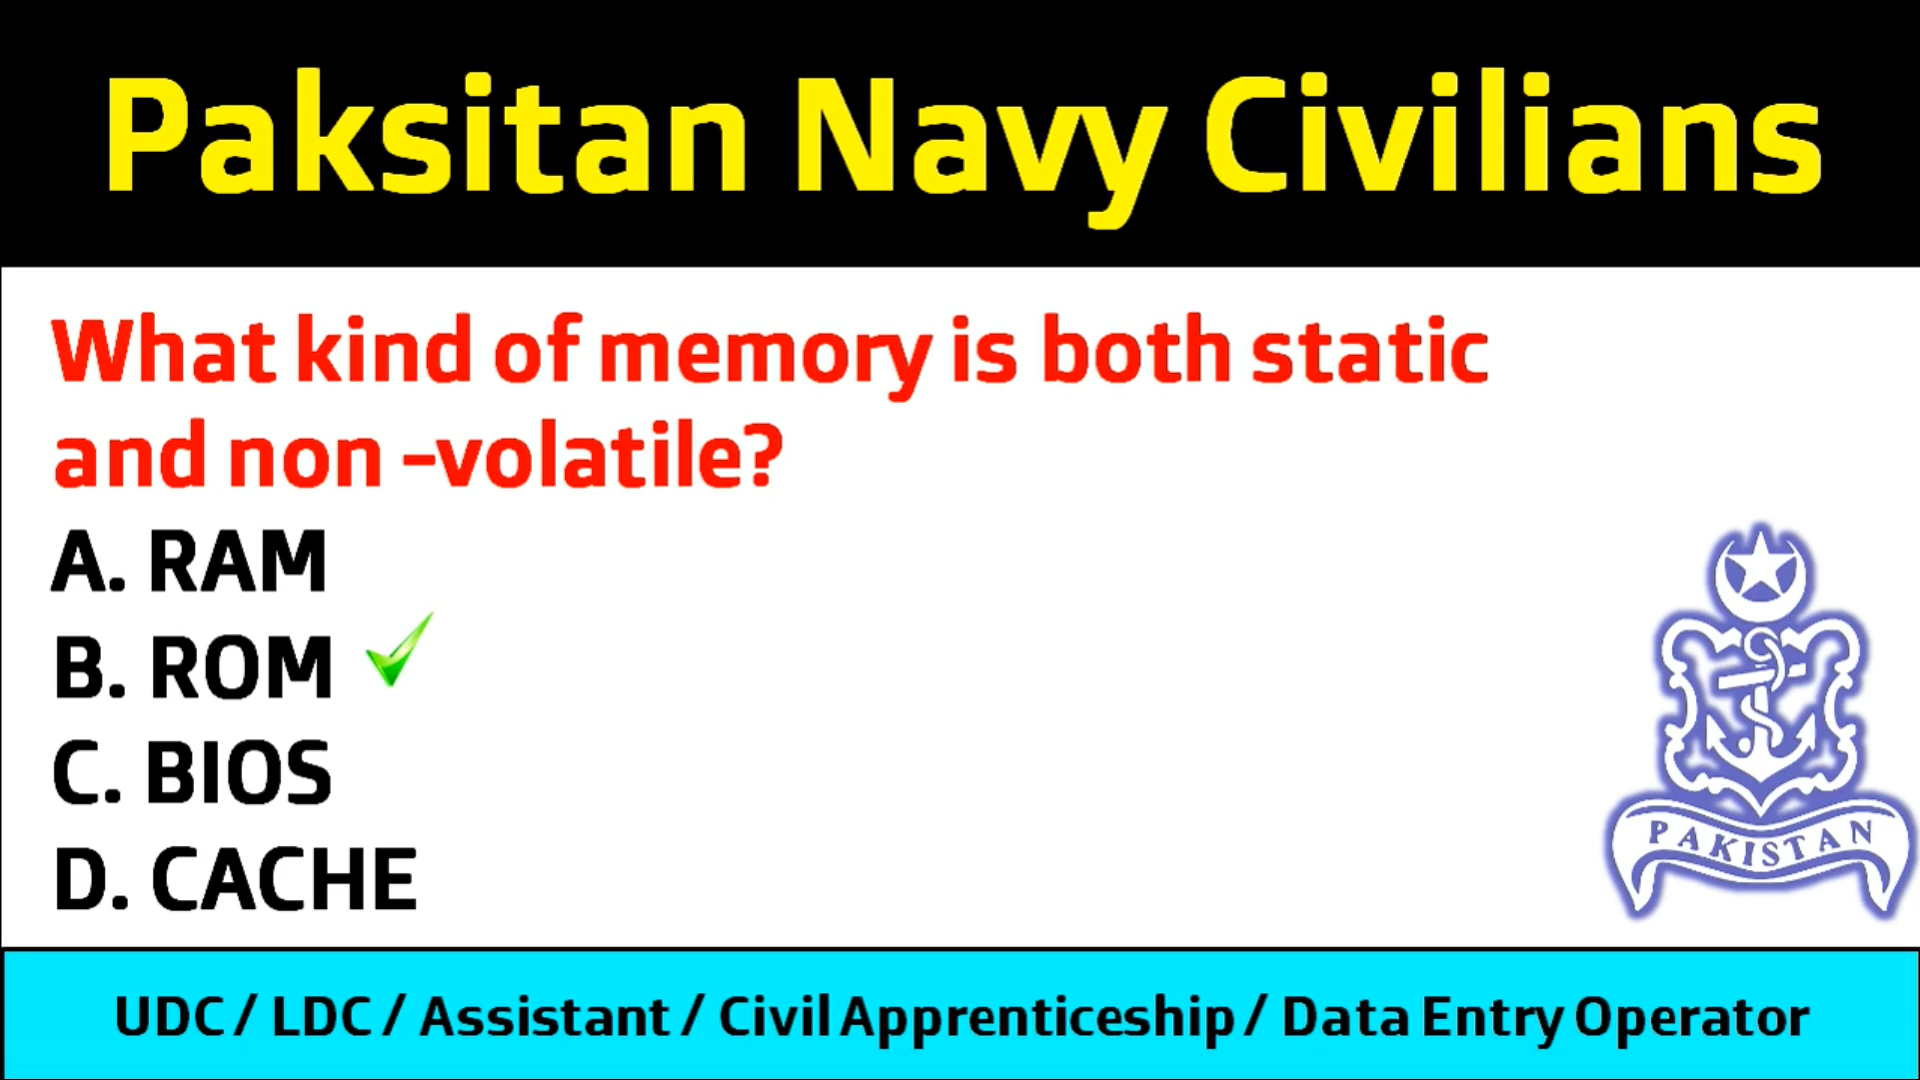 Paksitan Navy Civilians
What kind of memory is both static
and non –volatile?
A. RAM
B. ROM
C. BIOS
D. CACHE
PAKISTAN
UDC / LDC / Assistant / Civil Apprenticeship / Data Entry Operator